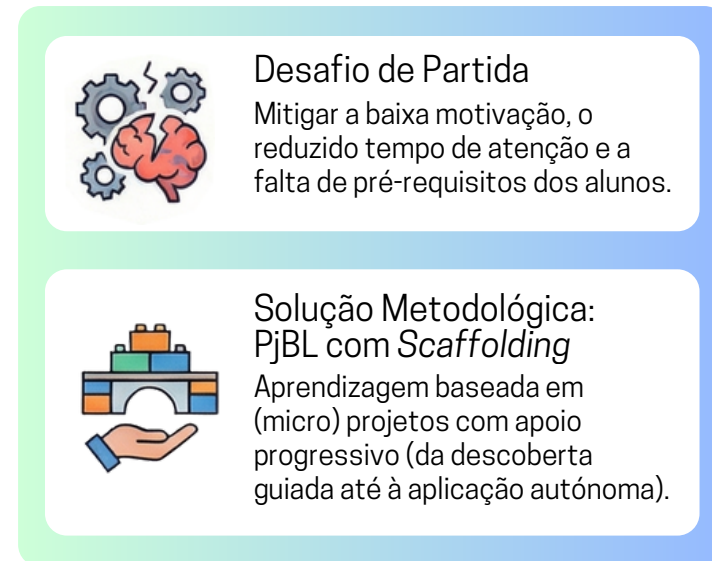 Desafio de Partida
Mitigar a baixa motivação, o
reduzido tempo de atenção e a
falta de pré-requisitos dos alunos.
Solução Metodológica:
PjBL com Scaffolding
Aprendizagem baseada em
(micro) projetos com apoio
progressivo (da descoberta
guiada até à aplicação autónoma).